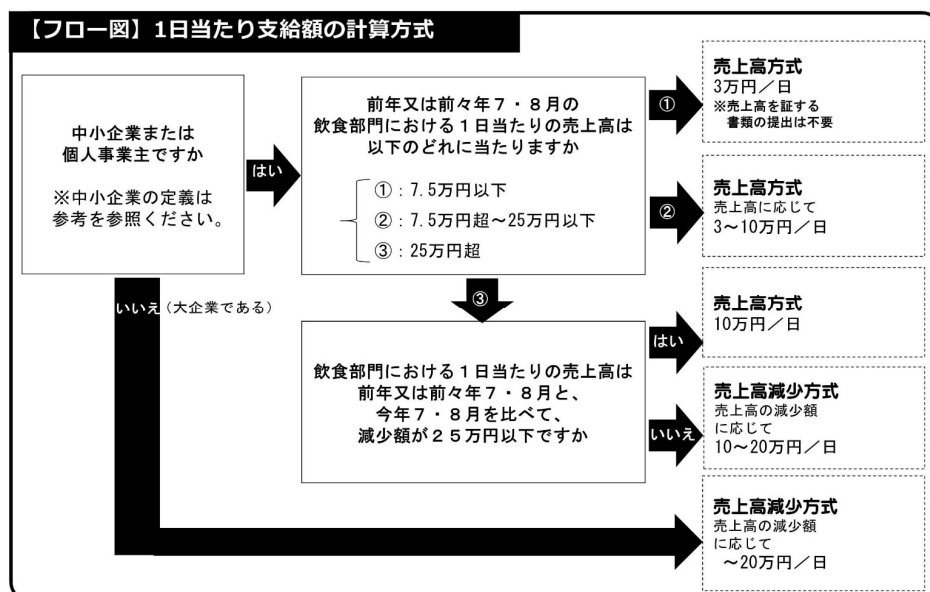 【フロー図】1日当たり支給額の計算方式
中小企業または
個人事業主ですか
※中小企業の定義は
参考を参照ください。
はい
前年又は前々年７・８月の
飲食部門における１日当たりの売上高は
以下のどれに当たりますか
①：7.5万円以下
②：7.5万円超～25万円以下
③：25万円超
①
売上高方式
3万円／日
※売上高を証する
書類の提出は不要
②
売上高方式
売上高に応じて
3～10万円／日
いいえ(大企業である)
③
飲食部門における１日当たりの売上高は
前年又は前々年７・８月と、
今年７・８月を比べて、
減少額が２５万円以下ですか
はい
売上高方式
10万円／日
いいえ
売上高減少方式
売上高の減少額
に応じて
10～20万円／日
売上高減少方式
売上高の減少額
に応じて
～20万円／日